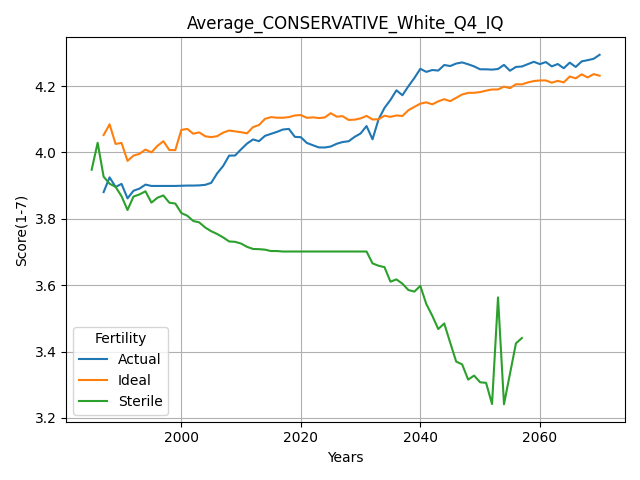 Average_CONSERVATIVE_White_Q4_IQ
Score(1-7)
4.2
4.0
3.8
3.6
3.4
3.2
Fertility
Actual
Ideal
Sterile
2000 2020 2040 2060
Years